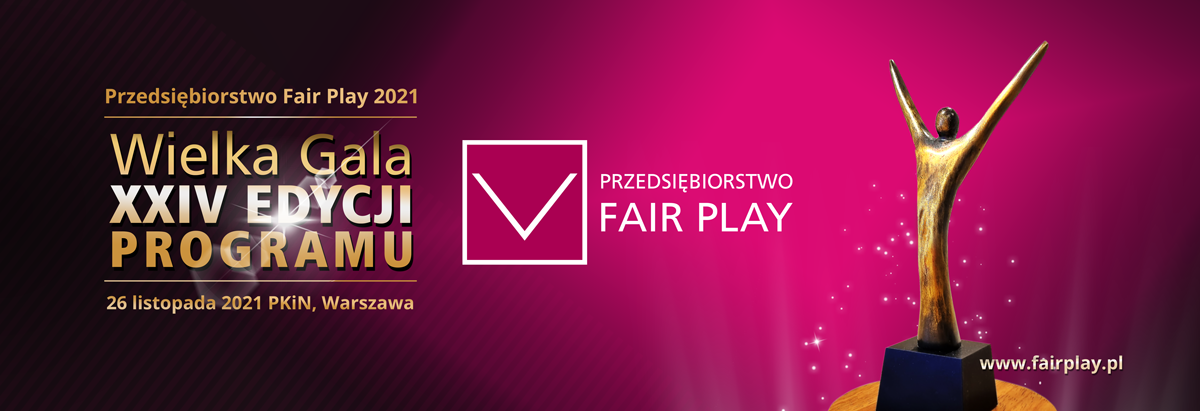 Przedsiębiorstwo Fair Play 2021
Wielka Gala
XXIV EDYCJI
PROGRAMU
26 listopada 2021 PKiN, Warszawa
PRZEDSIĘBIORSTWO
FAIR PLAY
www.fairplay.pl